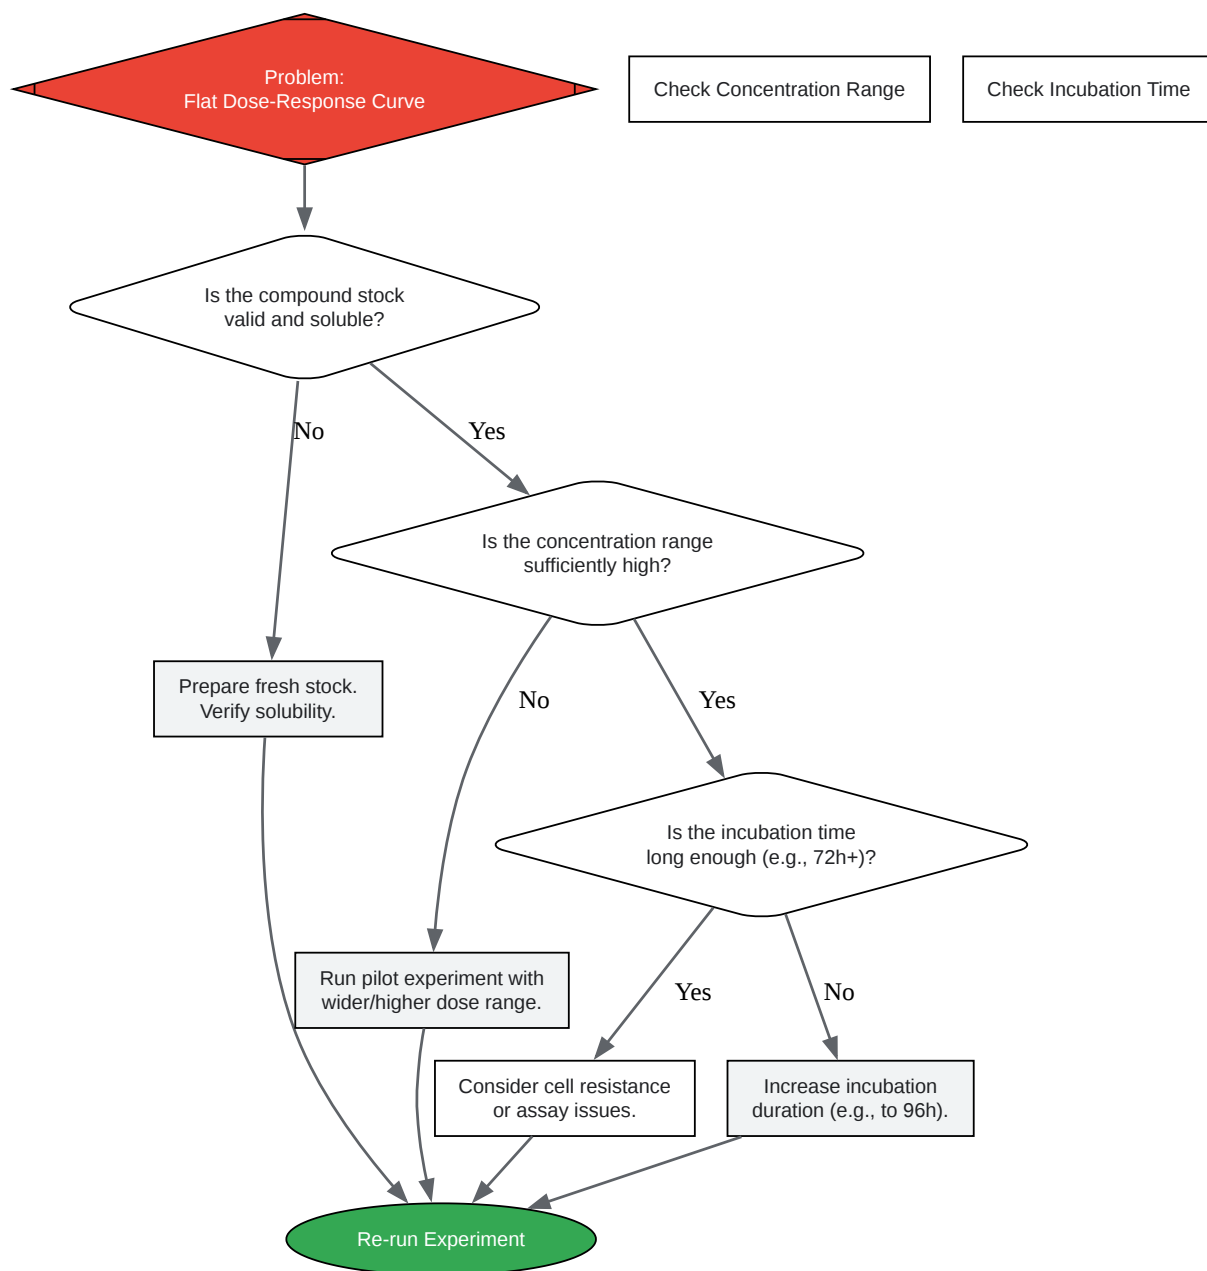 Problem:
Flat Dose-Response Curve
Check Concentration Range
Check Incubation Time
Is the compound stock
valid and soluble?
No
Yes
Is the concentration range
sufficiently high?
Prepare fresh stock.
Verify solubility.
No
Yes
Is the incubation time
long enough (e.g., 72h+)?
Run pilot experiment with
wider/higher dose range.
Yes
No
Consider cell resistance
or assay issues.
Increase incubation
duration (e.g., to 96h).
Re-run Experiment